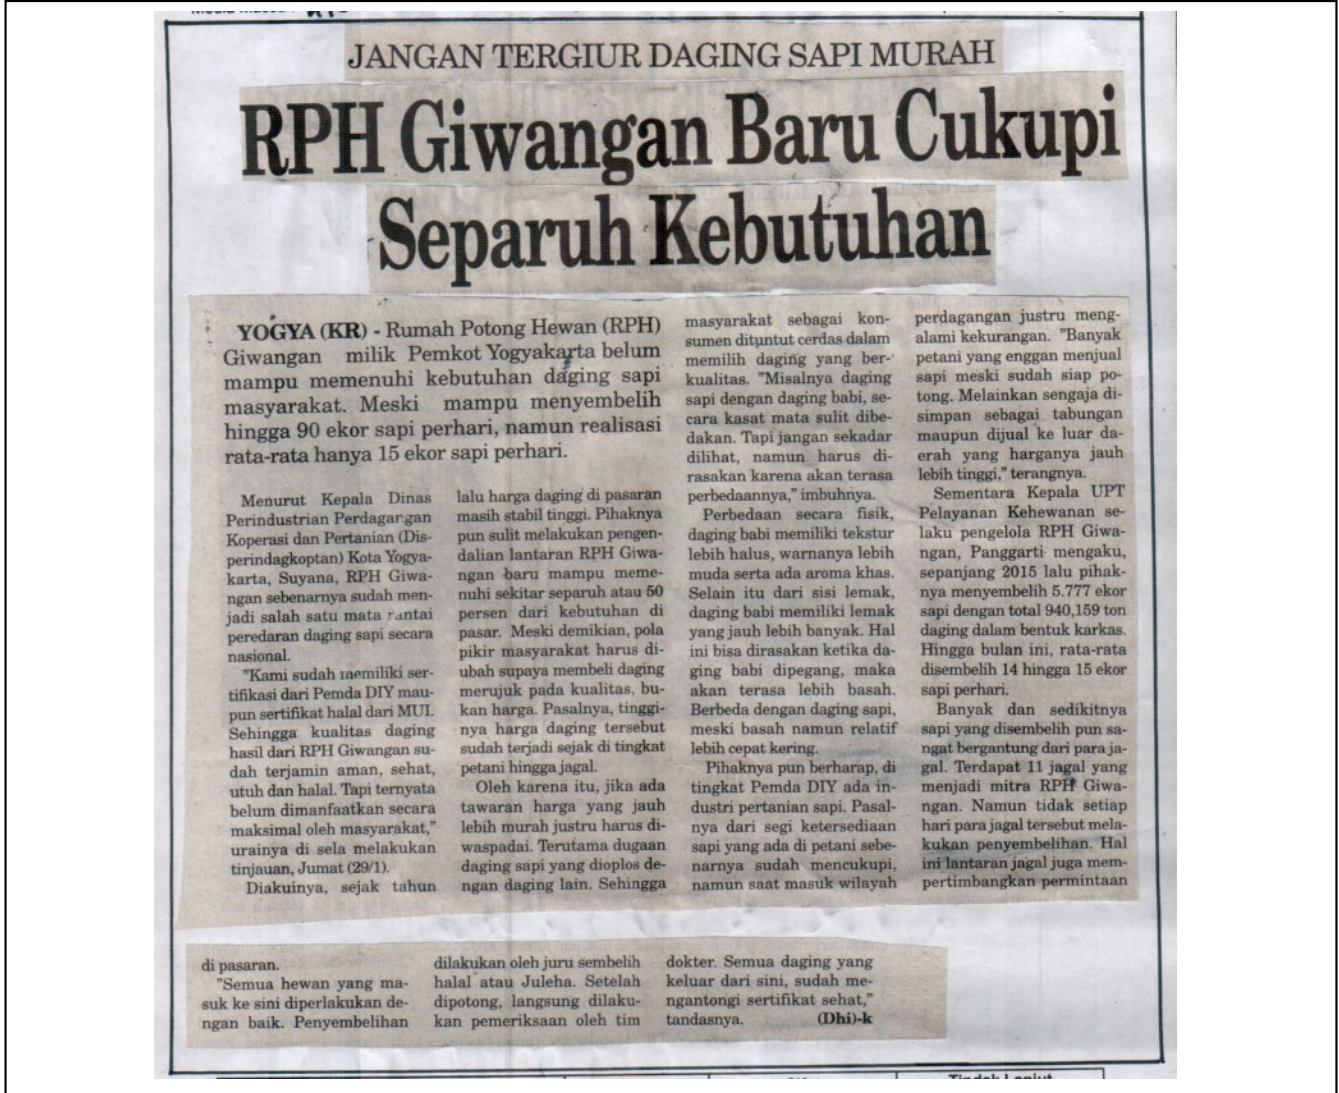 JANGAN TERGIUR DAGING SAPI MURAH
RPH Giwangan Baru Cukupi
Separuh Kebutuhan
YOGYA (KR) - Rumah Potong Hewan (RPH)
Giwangan milik Pemkot Yogyakarta belum
mampu memenuhi kebutuhan daging sapi
masyarakat. Meski mampu menyembelih
hingga 90 ekor sapi perhari, namun realisasi
rata-rata hanya 15 ekor sapi perhari.
Menurut Kepala Dinas
Perindustrian Perdagangan
Koperasi dan Pertanian (Dis-
perindagkoptan) Kota Yogya-
karta, Suyana, RPH Giwa-
ngan sebenarnya sudah men-
jadi salah satu mata rantai
peredaran daging sapi secara
nasional.
"Kami sudah memiliki ser-
tifikasi dari Pemda DIY mau-
pun sertifikat halal dari MUI.
Sehingga kualitas daging
hasil dari RPH Giwangan su-
dah terjamin aman, sehat,
utuh dan halal. Tapi ternyata
belum dimanfaatkan secara
maksimal oleh masyarakat,"
urainya di sela melakukan
tinjauan, Jumat (29/1).
Diakuinya, sejak tahun
lalu harga daging di pasaran
masih stabil tinggi. Pihaknya
pun sulit melakukan pengen-
dalian lantaran RPH Giwa-
ngan baru mampu meme-
nuhi sekitar separuh atau 50
persen dari kebutuhan di
pasar. Meski demikian, pola
pikir masyarakat harus di-
ubah supaya membeli daging
merujuk pada kualitas, bu-
kan harga. Pasalnya, tinggi-
nya harga daging tersebut
sudah terjadi sejak di tingkat
petani hingga jagal.
Oleh karena itu, jika ada
tawaran harga yang jauh
lebih murah justru harus di-
waspadai. Terutama dugaan
daging sapi yang dioplos de-
ngan daging lain. Sehingga
masyarakat sebagai kon-
sumen dituntut cerdas dalam
memilih daging yang ber-
kualitas. "Misalnya daging
sapi dengan daging babi, se-
cara kasat mata sulit dibe-
dakan. Tapi jangan sekadar
dilihat, namun harus di-
rasakan karena akan terasa
perbedaannya," imbuhnya.
Perbedaan secara fisik,
daging babi memiliki tekstur
lebih halus, warnanya lebih
muda serta ada aroma khas.
Selain itu dari sisi lemak,
daging babi memiliki lemak
yang jauh lebih banyak. Hal
ini bisa dirasakan ketika da-
ging babi dipegang, maka
akan terasa lebih basah.
Berbeda dengan daging sapi,
meski basah namun relatif
lebih cepat kering.
Pihaknya pun berharap, di
tingkat Pemda DIY ada in-
dustri pertanian sapi. Pasal-
nya dari segi ketersediaan
sapi yang ada di petani sebe-
narnya sudah mencukupi,
namun saat masuk wilayah
perdagangan justru meng-
alami kekurangan. "Banyak
petani yang enggan menjual
sapi meski sudah siap po-
tong. Melainkan sengaja di-
simpan sebagai tabungan
maupun dijual ke luar da-
erah yang harganya jauh
lebih tinggi," terangnya.
Sementara Kepala UPT
Pelayanan Kehewanan se-
laku pengelola RPH Giwa-
ngan, Panggarti mengaku,
sepanjang 2015 lalu pihak-
nya menyembelih 5.777 ekor
sapi dengan total 940,159 ton
daging dalam bentuk karkas.
Hingga bulan ini, rata-rata
disembelih 14 hingga 15 ekor
sapi perhari.
Banyak dan sedikitnya
sapi yang disembelih pun sa-
ngat bergantung dari para ja-
gal. Terdapat 11 jagal yang
menjadi mitra RPH Giwa-
ngan. Namun tidak setiap
hari para jagal tersebut mela-
kukan penyembelihan. Hal
ini lantaran jagal juga mem-
pertimbangkan permintaan
di pasaran.
"Semua hewan yang ma-
suk ke sini diperlakukan de-
ngan baik. Penyembelihan
dilakukan oleh juru sembelih
halal atau Juleha. Setelah
dipotong, langsung dilaku-
kan pemeriksaan oleh tim
dokter. Semua daging yang
keluar dari sini, sudah me-
ngantongi sertifikat sehat,"
tandasnya. (Dhi)-k